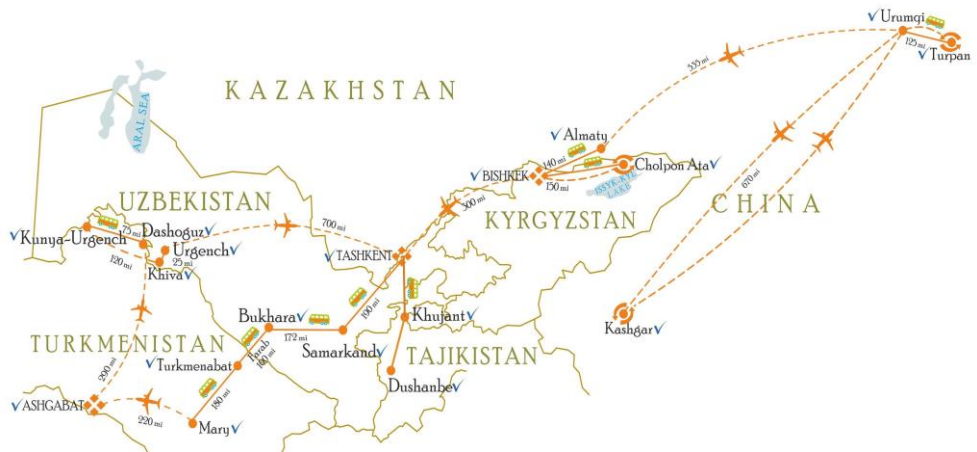 Urumqi
125 mi
Turpan
555 mi
KAZAKHSTAN
ARAL SEA
Almaty
140 mi
BISHKEK
Cholpon Ata
150 mi
ISSYK-KYL
LAKE
670 mi
300 mi
UZBEKISTAN
KYRGYZSTAN
CHINA
75 mi
700 mi
Kunya-Urgench
Dashoguz
Urgench
TASHKENT
25 mi
120 mi
Khiva
Bukhara
190 mi
Khujant
Kashgar
TURKMENISTAN
172 mi
Farab
100 mi
Samarkand
TAJIKISTAN
Turkmenabat
290 mi
Dushanbe
180 mi
ASHGABAT
220 mi
Mary